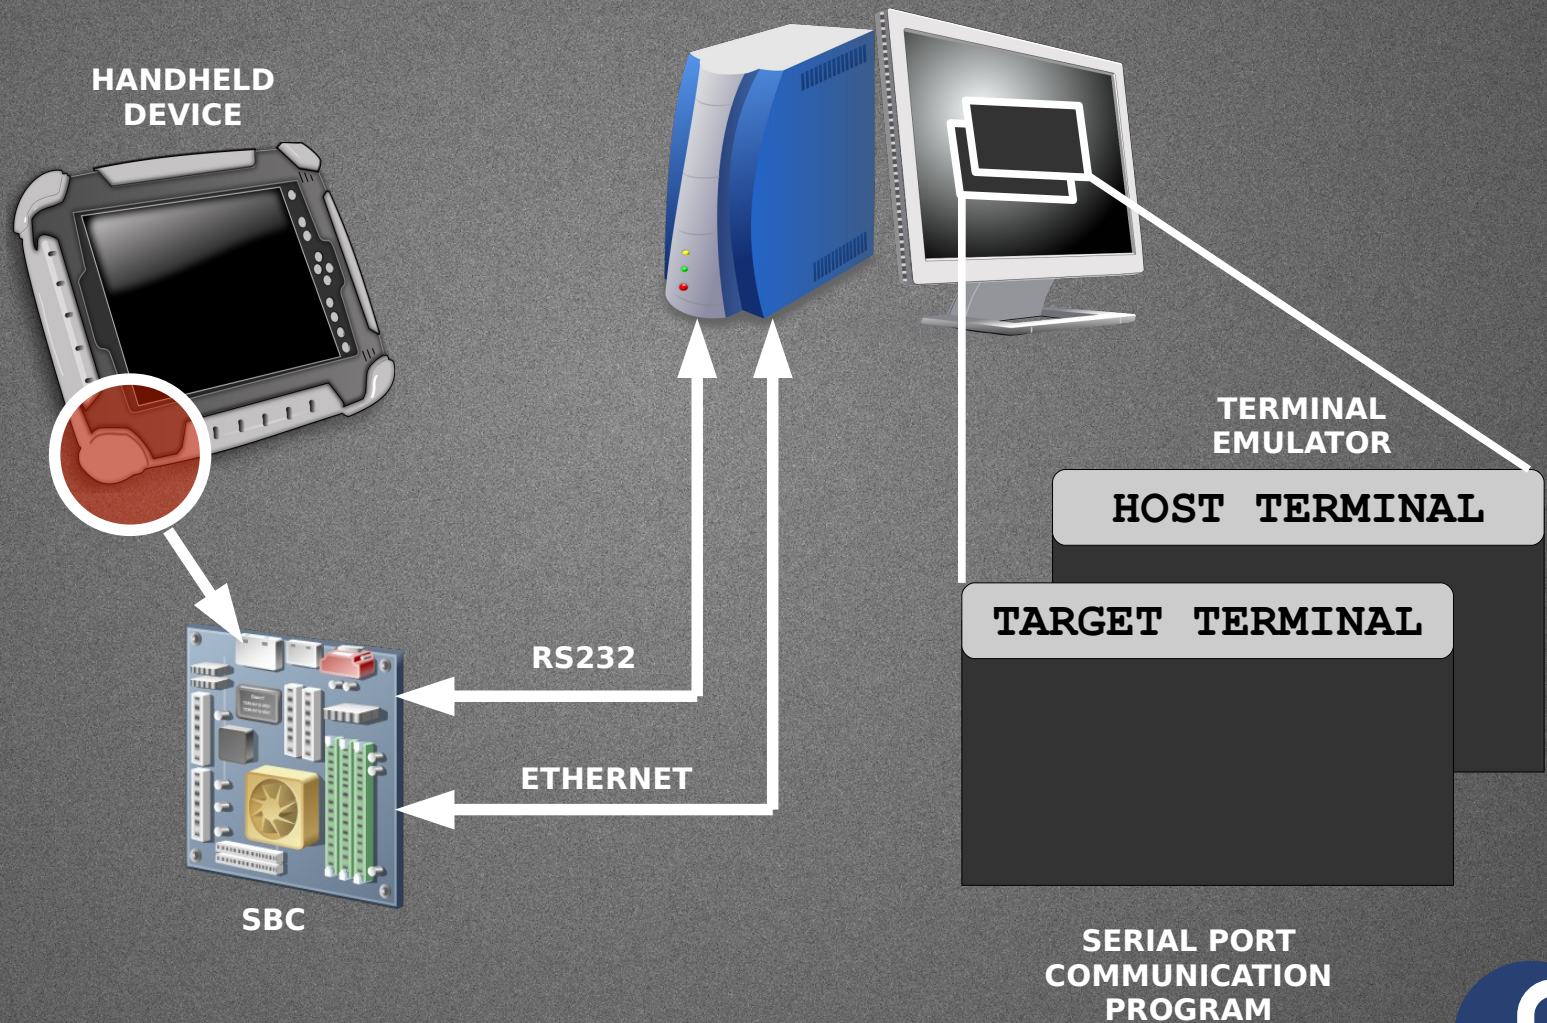 HANDHELD
DEVICE
TERMINAL
EMULATOR
HOST TERMINAL
TARGET TERMINAL
RS232
ETHERNET
SBC
SERIAL PORT
COMMUNICATION
PROGRAM